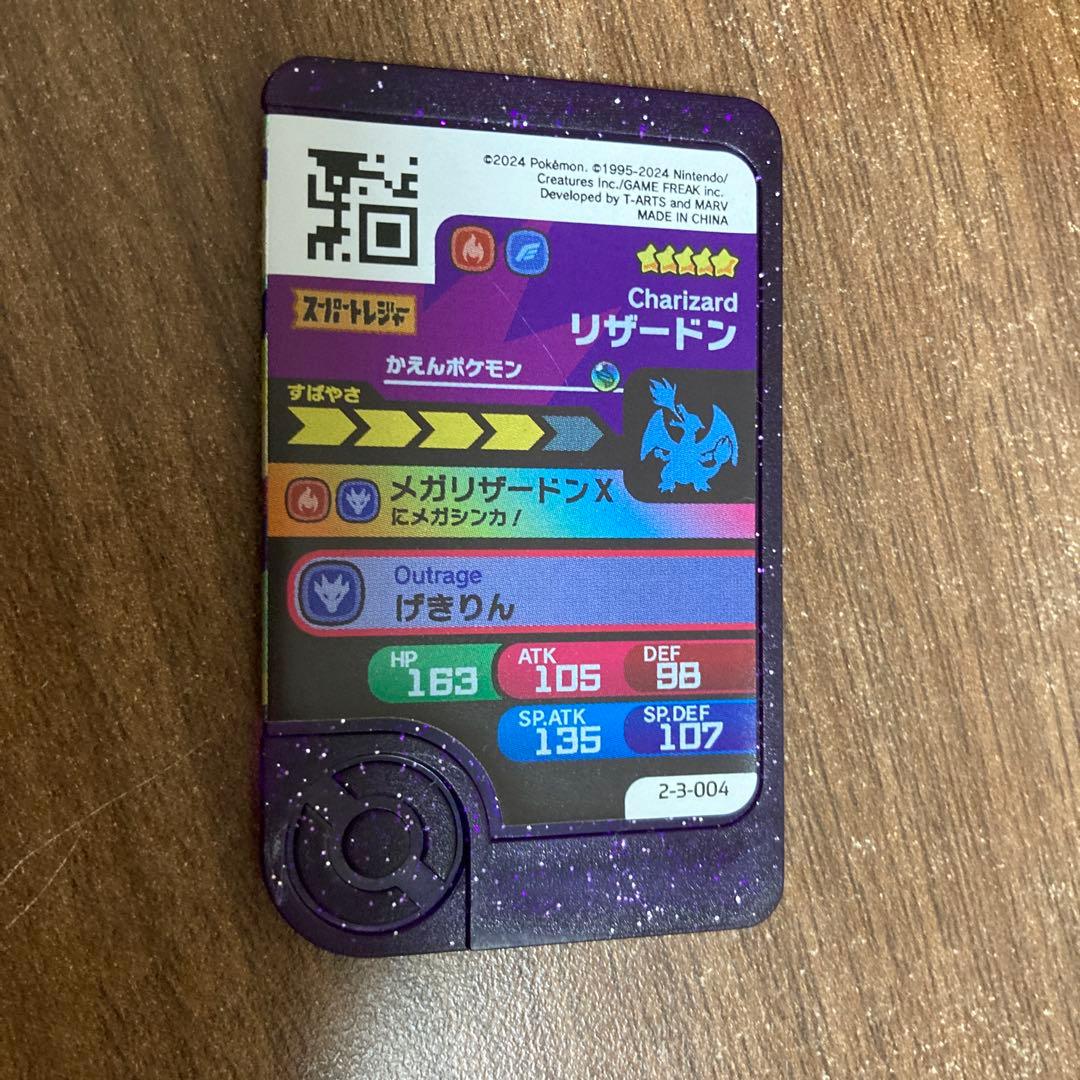 ©2024 Pokémon. ©1995-2024 Nintendo/
Creatures Inc./GAME FREAK inc.
Developed by T-ARTS and MARV
MADE IN CHINA
スーパートレジャー
Charizard
リザードン
かえんポケモン
すばやさ
メガリザードンX
にメガシンカ!
Outrage
げきりん
HP 163
ATK 105
DEF 98
SP.ATK 135
SP.DEF 107
2-3-004